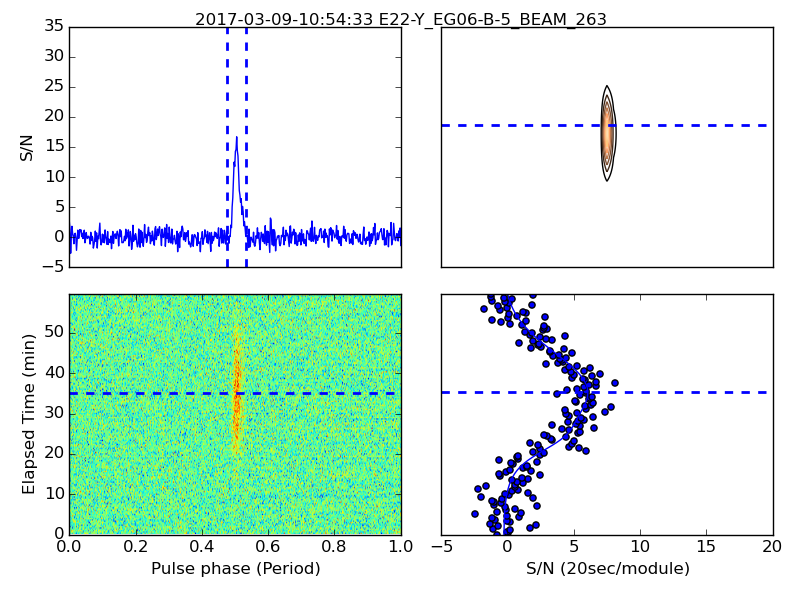 2017-03-09-10:54:33 E22-Y_EG06-B-5_BEAM_263
35
30
25
20
15
10
5
0
−5
S/N
50
40
30
20
10
0
Elapsed Time (min)
0.0 0.2 0.4 0.6 0.8 1.0
Pulse phase (Period)
−5 0 5 10 15 20
S/N (20sec/module)